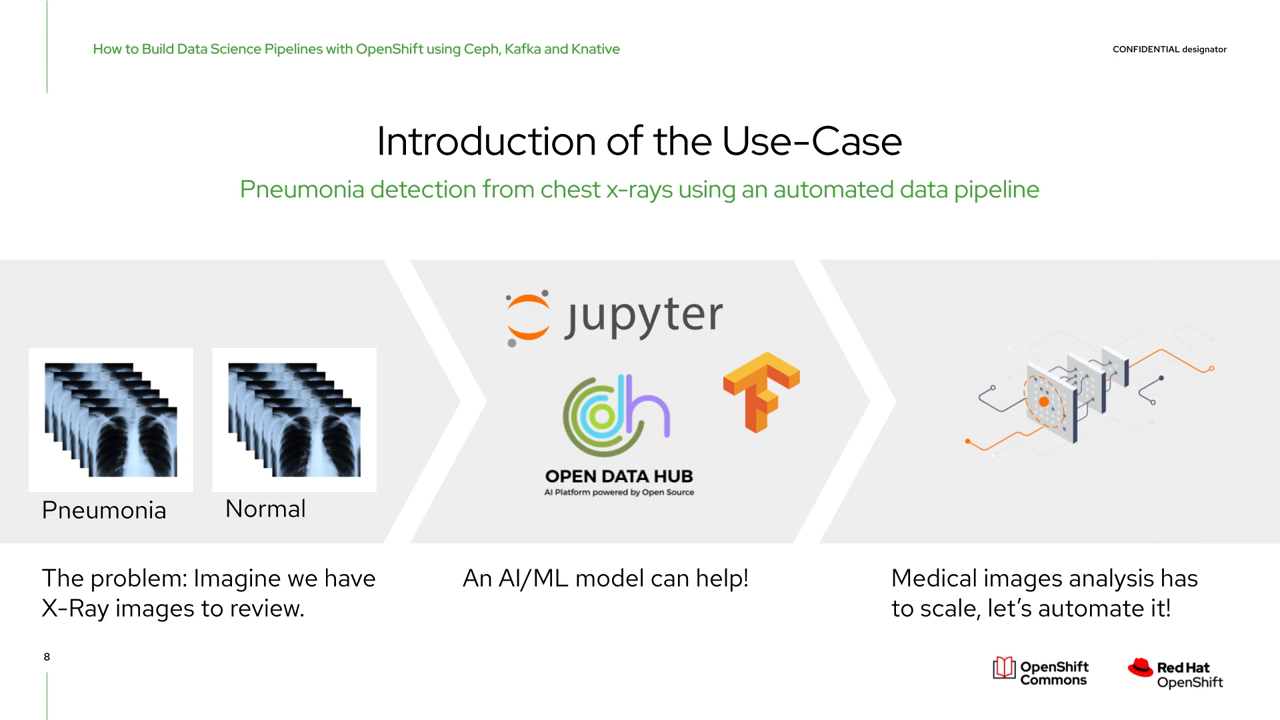 How to Build Data Science Pipelines with OpenShift using Ceph, Kafka and Knative
CONFIDENTIAL designator
Introduction of the Use-Case
Pneumonia detection from chest x-rays using an automated data pipeline
Pneumonia
Normal
jupyter
OPEN DATA HUB
AI Platform powered by Open Source
The problem: Imagine we have
X-Ray images to review.
An AI/ML model can help!
Medical images analysis has
to scale, let’s automate it!
8
OpenShift
Commons
Red Hat
OpenShift